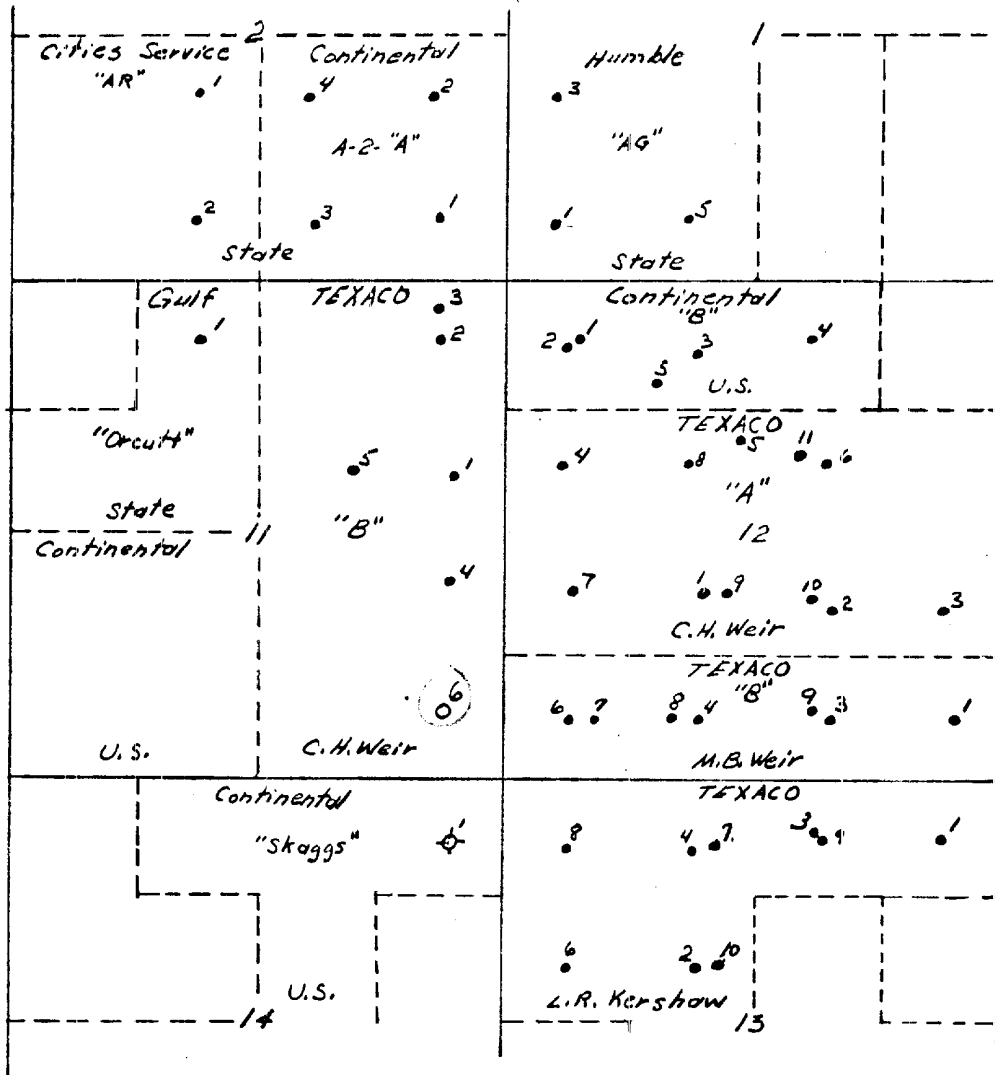 2 1
Cities Service Continental Humble
"AR" 1 4 2 3
A-2-"A" "AG"
2 3 1 1 5
State State
Gulf TEXACO 3 Continental
"B"
1 2 2 1 3 4
5 U.S.
TEXACO
"Orcutt" 5 1 4 8 5 11 6
"A"
State "B" 12
11
Continental
4 7 1 9 10 2 3
C.H. Weir
TEXACO
6 "B"
6 7 8 4 9 3 1
U.S. C.H. Weir M.B. Weir
Continental TEXACO
"Skaggs" 1 8 4 7 3 9 1
6 2 10
U.S. L.R. Kershaw
14 13